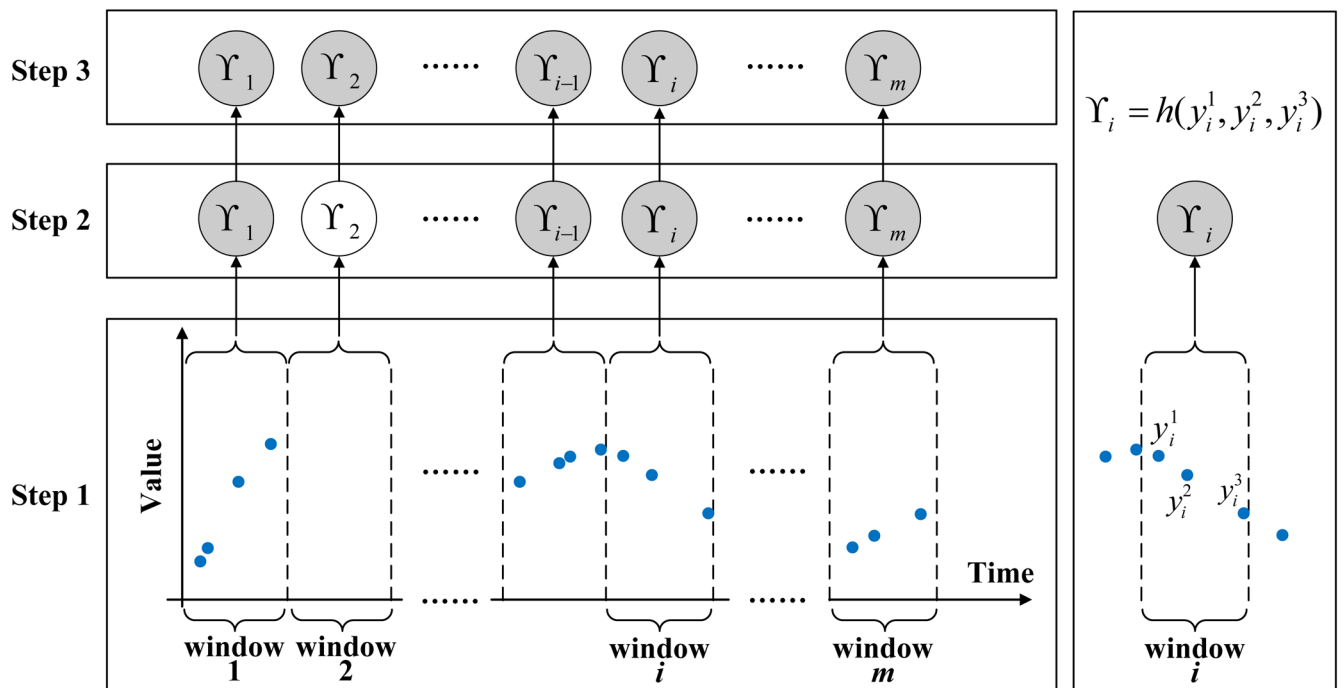 Step 3
ϒ₁ ϒ₂ ...... ϒᵢ₋₁ ϒᵢ ...... ϒₘ
ϒᵢ = h(yᵢ¹, yᵢ², yᵢ³)
Step 2
ϒ₁ ϒ₂ ...... ϒᵢ₋₁ ϒᵢ ...... ϒₘ
ϒᵢ
Step 1
Value
...... ......
Time
...... ......
window 1
window 2
window i
window m
yᵢ¹
yᵢ²
yᵢ³
window i